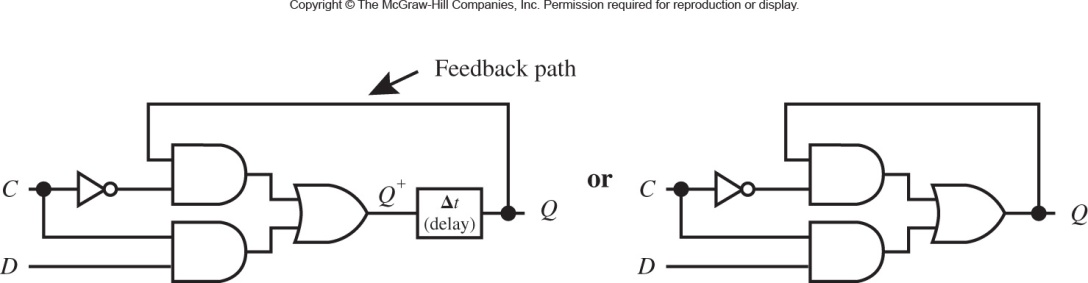 Copyright © The McGraw-Hill Companies, Inc. Permission required for reproduction or display.
Feedback path
C
D
Q⁺
Δt
(delay)
Q
or
C
D
Q